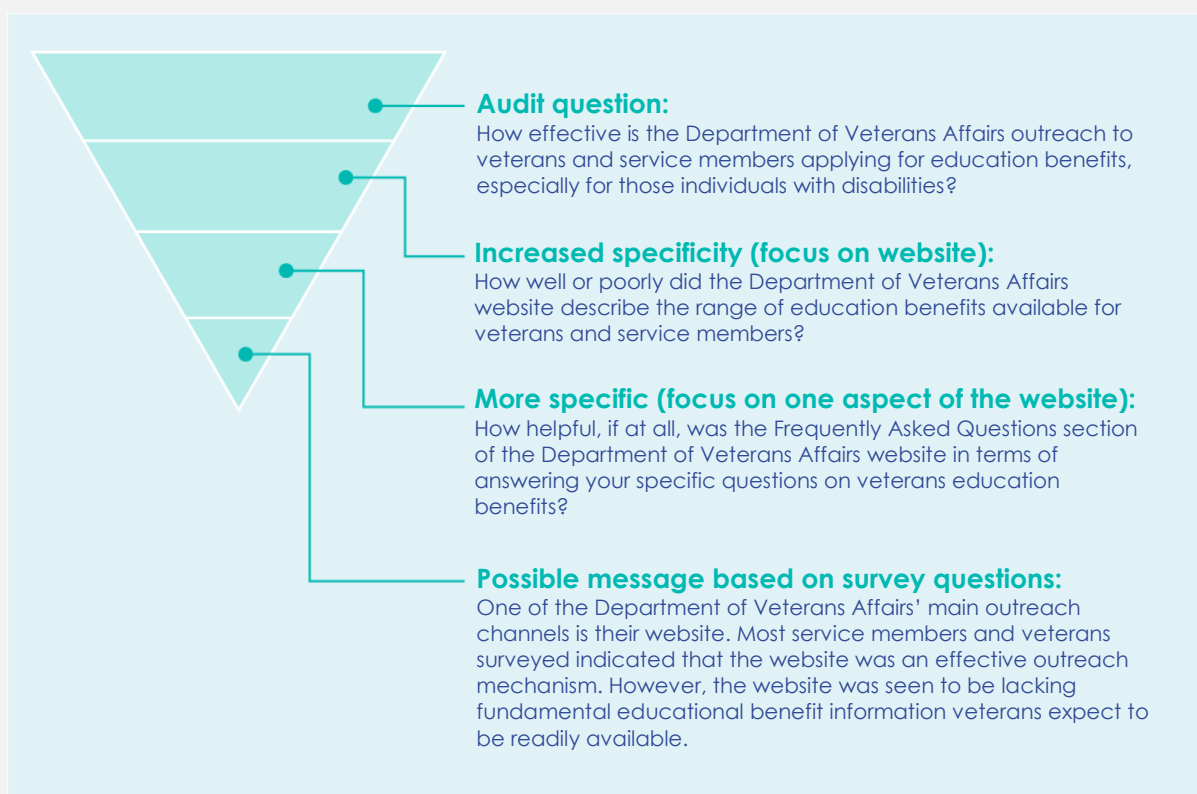 Audit question:
How effective is the Department of Veterans Affairs outreach to
veterans and service members applying for education benefits,
especially for those individuals with disabilities?
Increased specificity (focus on website):
How well or poorly did the Department of Veterans Affairs
website describe the range of education benefits available for
veterans and service members?
More specific (focus on one aspect of the website):
How helpful, if at all, was the Frequently Asked Questions section
of the Department of Veterans Affairs website in terms of
answering your specific questions on veterans education
benefits?
Possible message based on survey questions:
One of the Department of Veterans Affairs’ main outreach
channels is their website. Most service members and veterans
surveyed indicated that the website was an effective outreach
mechanism. However, the website was seen to be lacking
fundamental educational benefit information veterans expect to
be readily available.